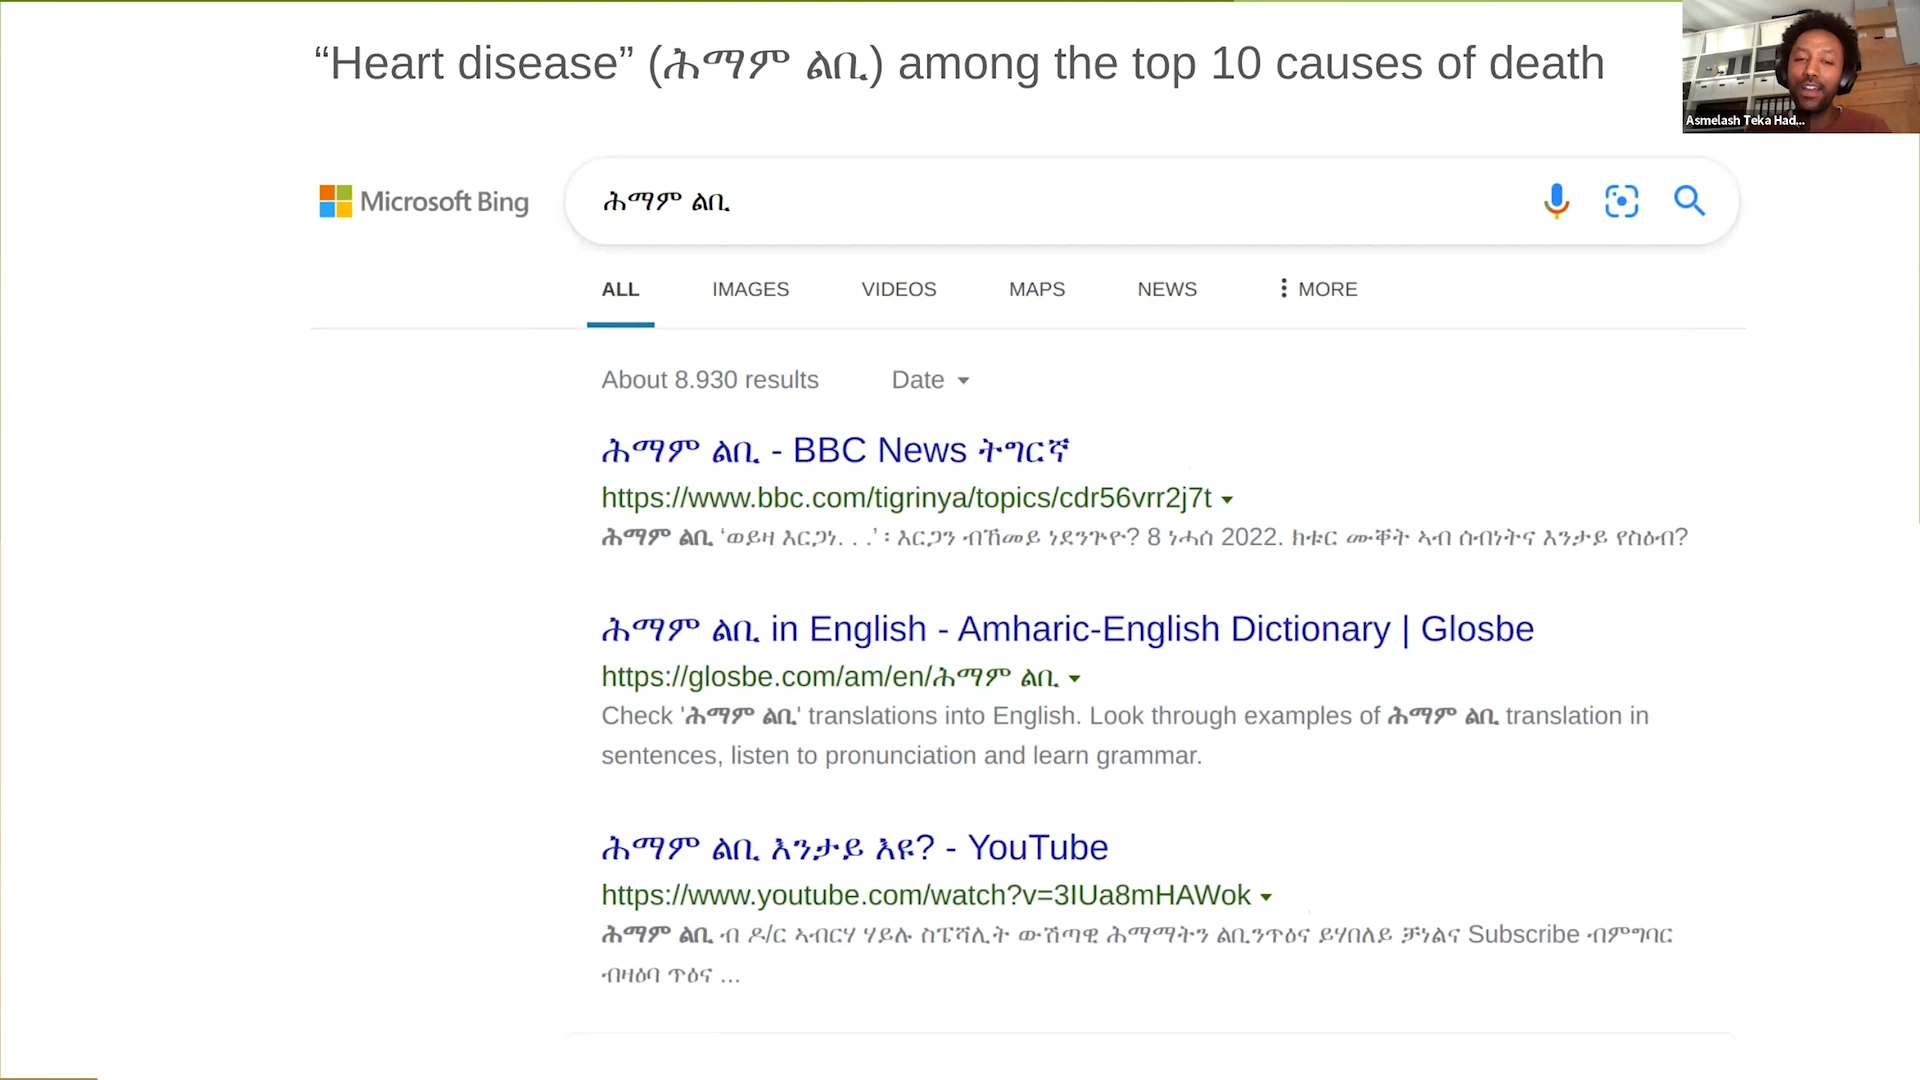 “Heart disease” (ሕማም ልቢ) among the top 10 causes of death
Asmelash Teka Had...
Microsoft Bing
ሕማም ልቢ
ALL IMAGES VIDEOS MAPS NEWS MORE
About 8.930 results Date
ሕማም ልቢ - BBC News ትግርኛ
https://www.bbc.com/tigrinya/topics/cdr56vrr2j7t
ሕማም ልቢ ‘ወይዛ እርጋነ. . .’ ፡ እርጋን ብኸመይ ነደንጕዮ? 8 ነሓሰ 2022. ክቱር ሙቐት ኣብ ሰብነትና እንታይ የስዕብ?
ሕማም ልቢ in English - Amharic-English Dictionary | Glosbe
https://glosbe.com/am/en/ሕማም ልቢ
Check 'ሕማም ልቢ' translations into English. Look through examples of ሕማም ልቢ translation in
sentences, listen to pronunciation and learn grammar.
ሕማም ልቢ እንታይ እዩ? - YouTube
https://www.youtube.com/watch?v=3IUa8mHAWok
ሕማም ልቢ ብ ዶ/ር ኣብርሃ ሃይሉ ስፔሻሊት ውሽጣዊ ሕማማትን ልቢንጥዕና ይሃበለይ ቻነልና Subscribe ብምግባር
ብዛዕባ ጥዕና ...